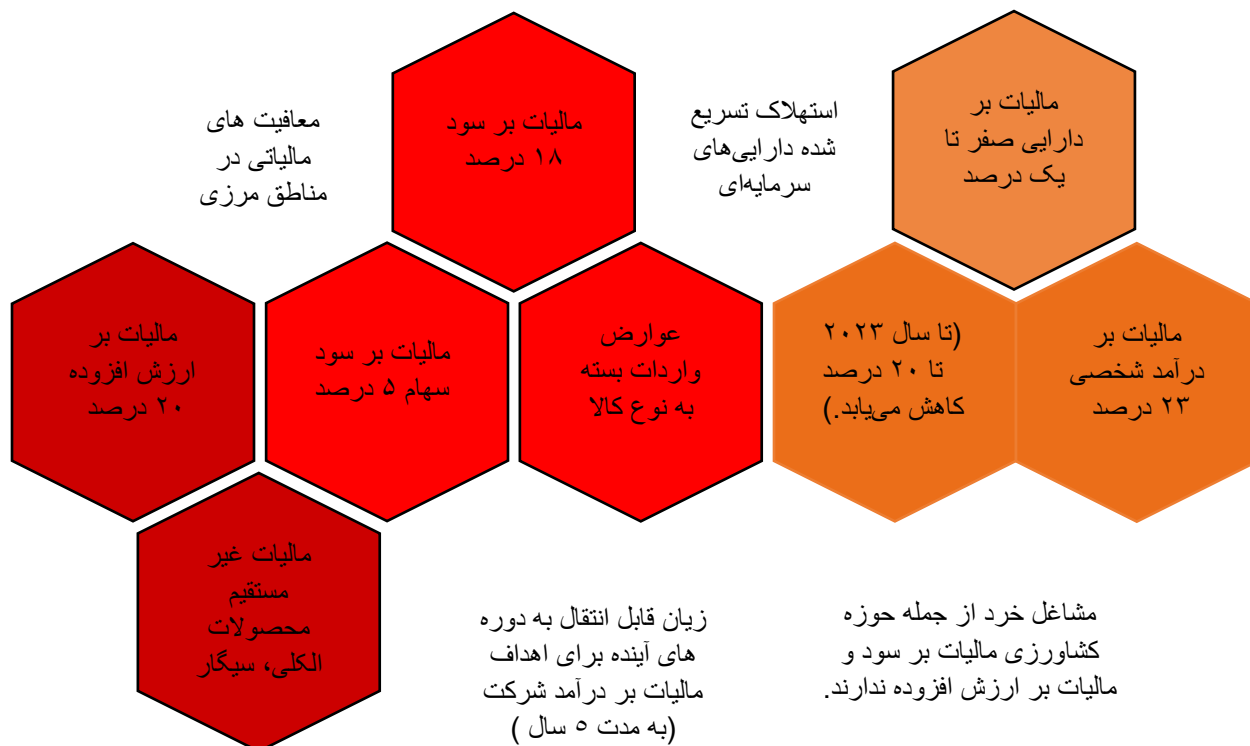 مالیات بر
دارایی صفر تا
یک درصد
استهلاک تسریع
شده دارایی‌های
سرمایه‌ای
مالیات بر سود
۱۸ درصد
معافیت های
مالیاتی در
مناطق مرزی
مالیات بر
درآمد شخصی
۲۳ درصد
(تا سال ۲۰۲۳
تا ۲۰ درصد
کاهش می‌یابد.)
عوارض
واردات بسته
به نوع کالا
مالیات بر سود
سهام ۵ درصد
مالیات بر
ارزش افزوده
۲۰ درصد
مالیات غیر
مستقیم
محصولات
الکلی، سیگار
مشاغل خرد از جمله حوزه
کشاورزی مالیات بر سود و
مالیات بر ارزش افزوده ندارند.
زیان قابل انتقال به دوره
های آینده برای اهداف
مالیات بر درآمد شرکت
(به مدت ۵ سال )